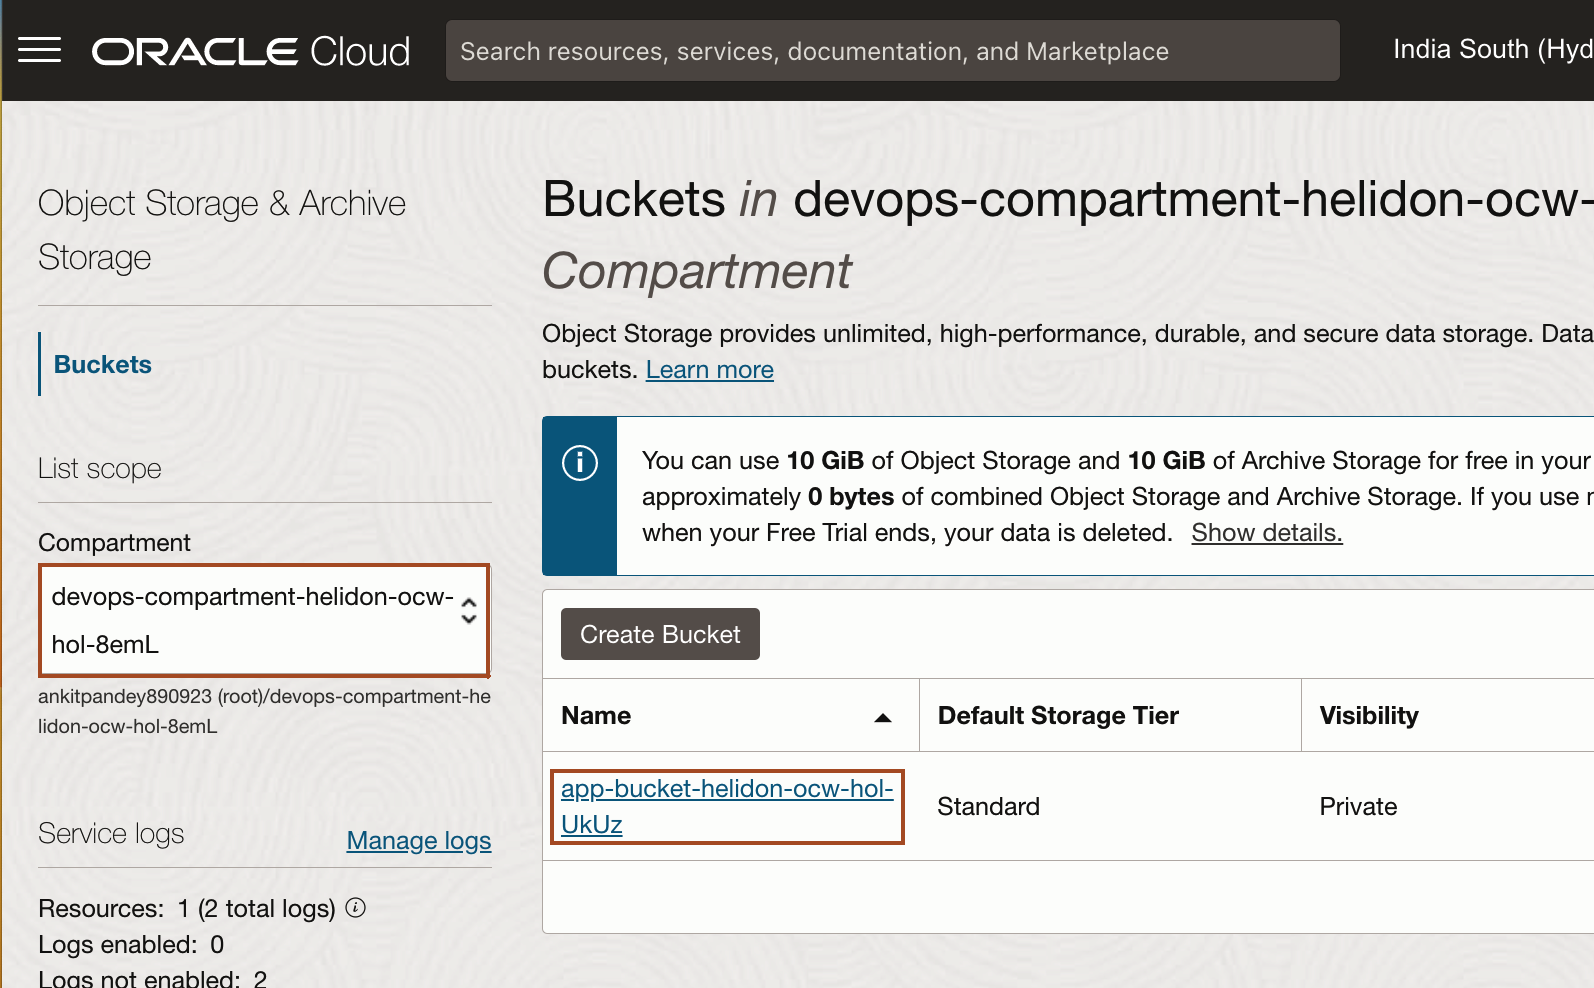 ORACLE Cloud
Search resources, services, documentation, and Marketplace
India South (Hyd
Object Storage & Archive
Storage
Buckets
List scope
Compartment
devops-compartment-helidon-ocw-
hol-8emL
ankitpandey890923 (root)/devops-compartment-he
lidon-ocw-hol-8emL
Service logs
Manage logs
Resources: 1 (2 total logs)
Logs enabled: 0
Logs not enabled: 2
Buckets in devops-compartment-helidon-ocw-
Compartment
Object Storage provides unlimited, high-performance, durable, and secure data storage. Data
buckets. Learn more
You can use 10 GiB of Object Storage and 10 GiB of Archive Storage for free in your
approximately 0 bytes of combined Object Storage and Archive Storage. If you use
when your Free Trial ends, your data is deleted. Show details.
Create Bucket
Name
Default Storage Tier
Visibility
app-bucket-helidon-ocw-hol-
UkUz
Standard
Private